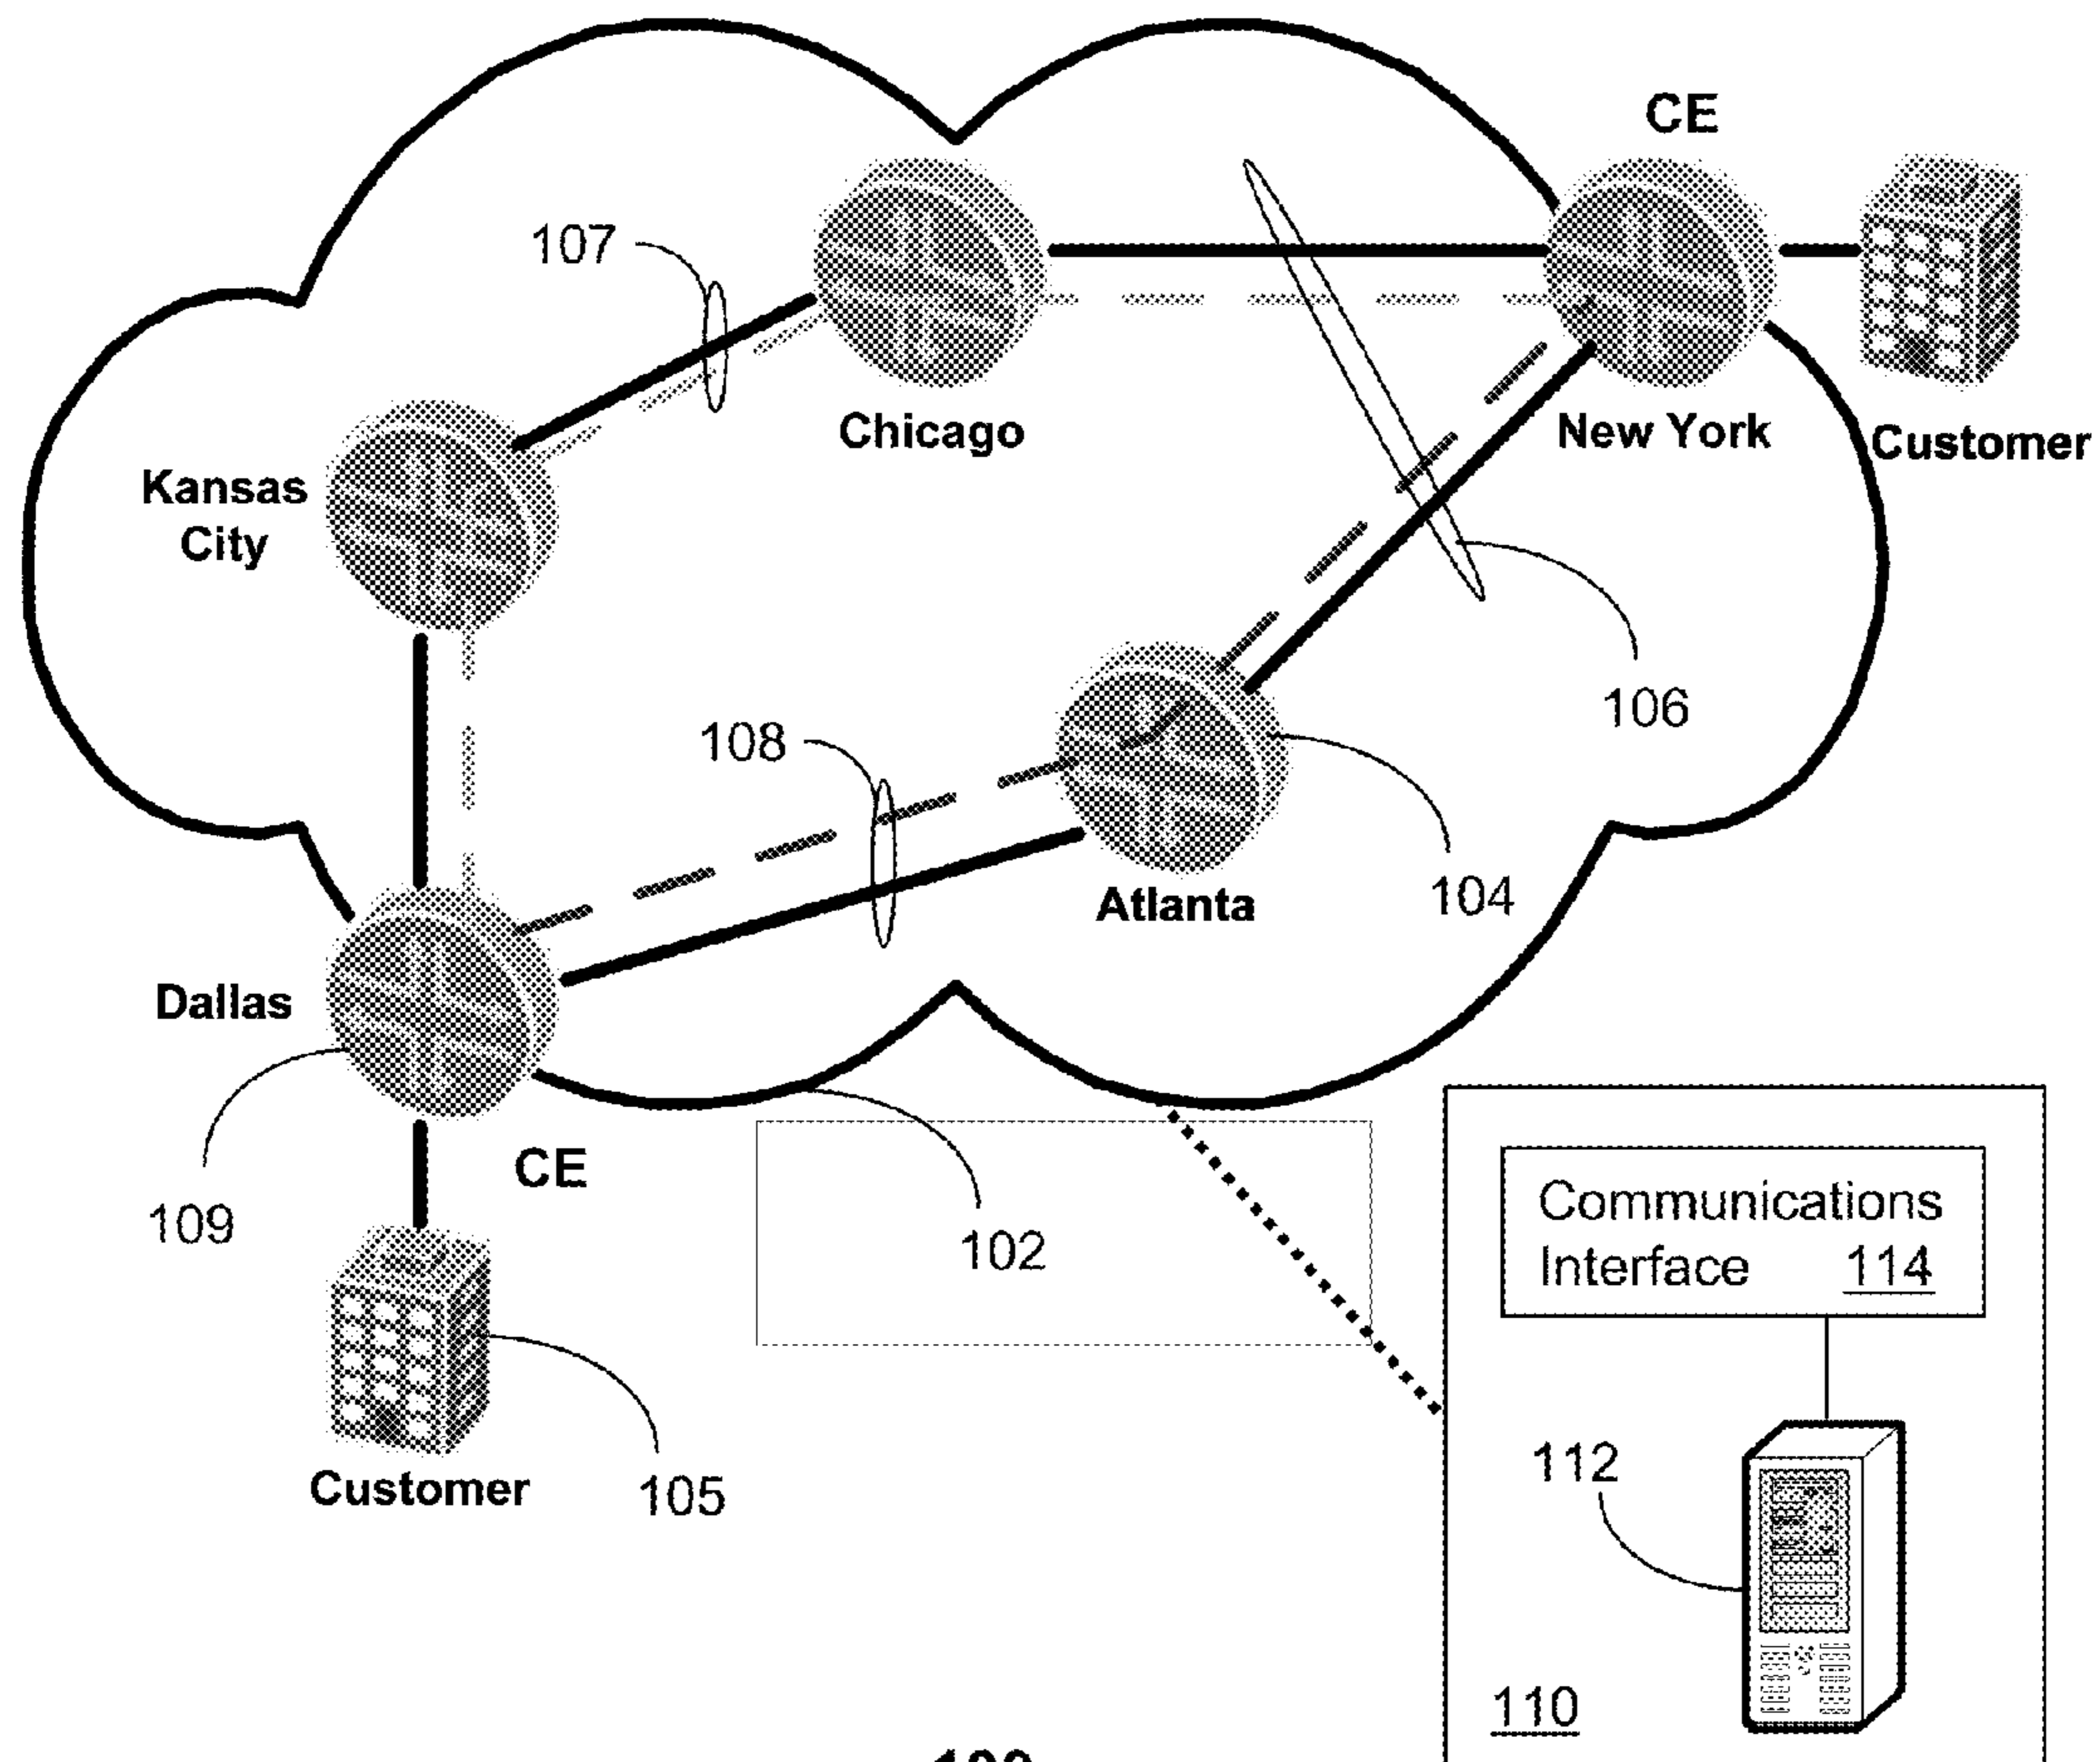 CE
107
Chicago
New York
Customer
Kansas
City
106
108
104
Atlanta
Dallas
CE
109
102
Communications
Interface 114
105
Customer
112
110